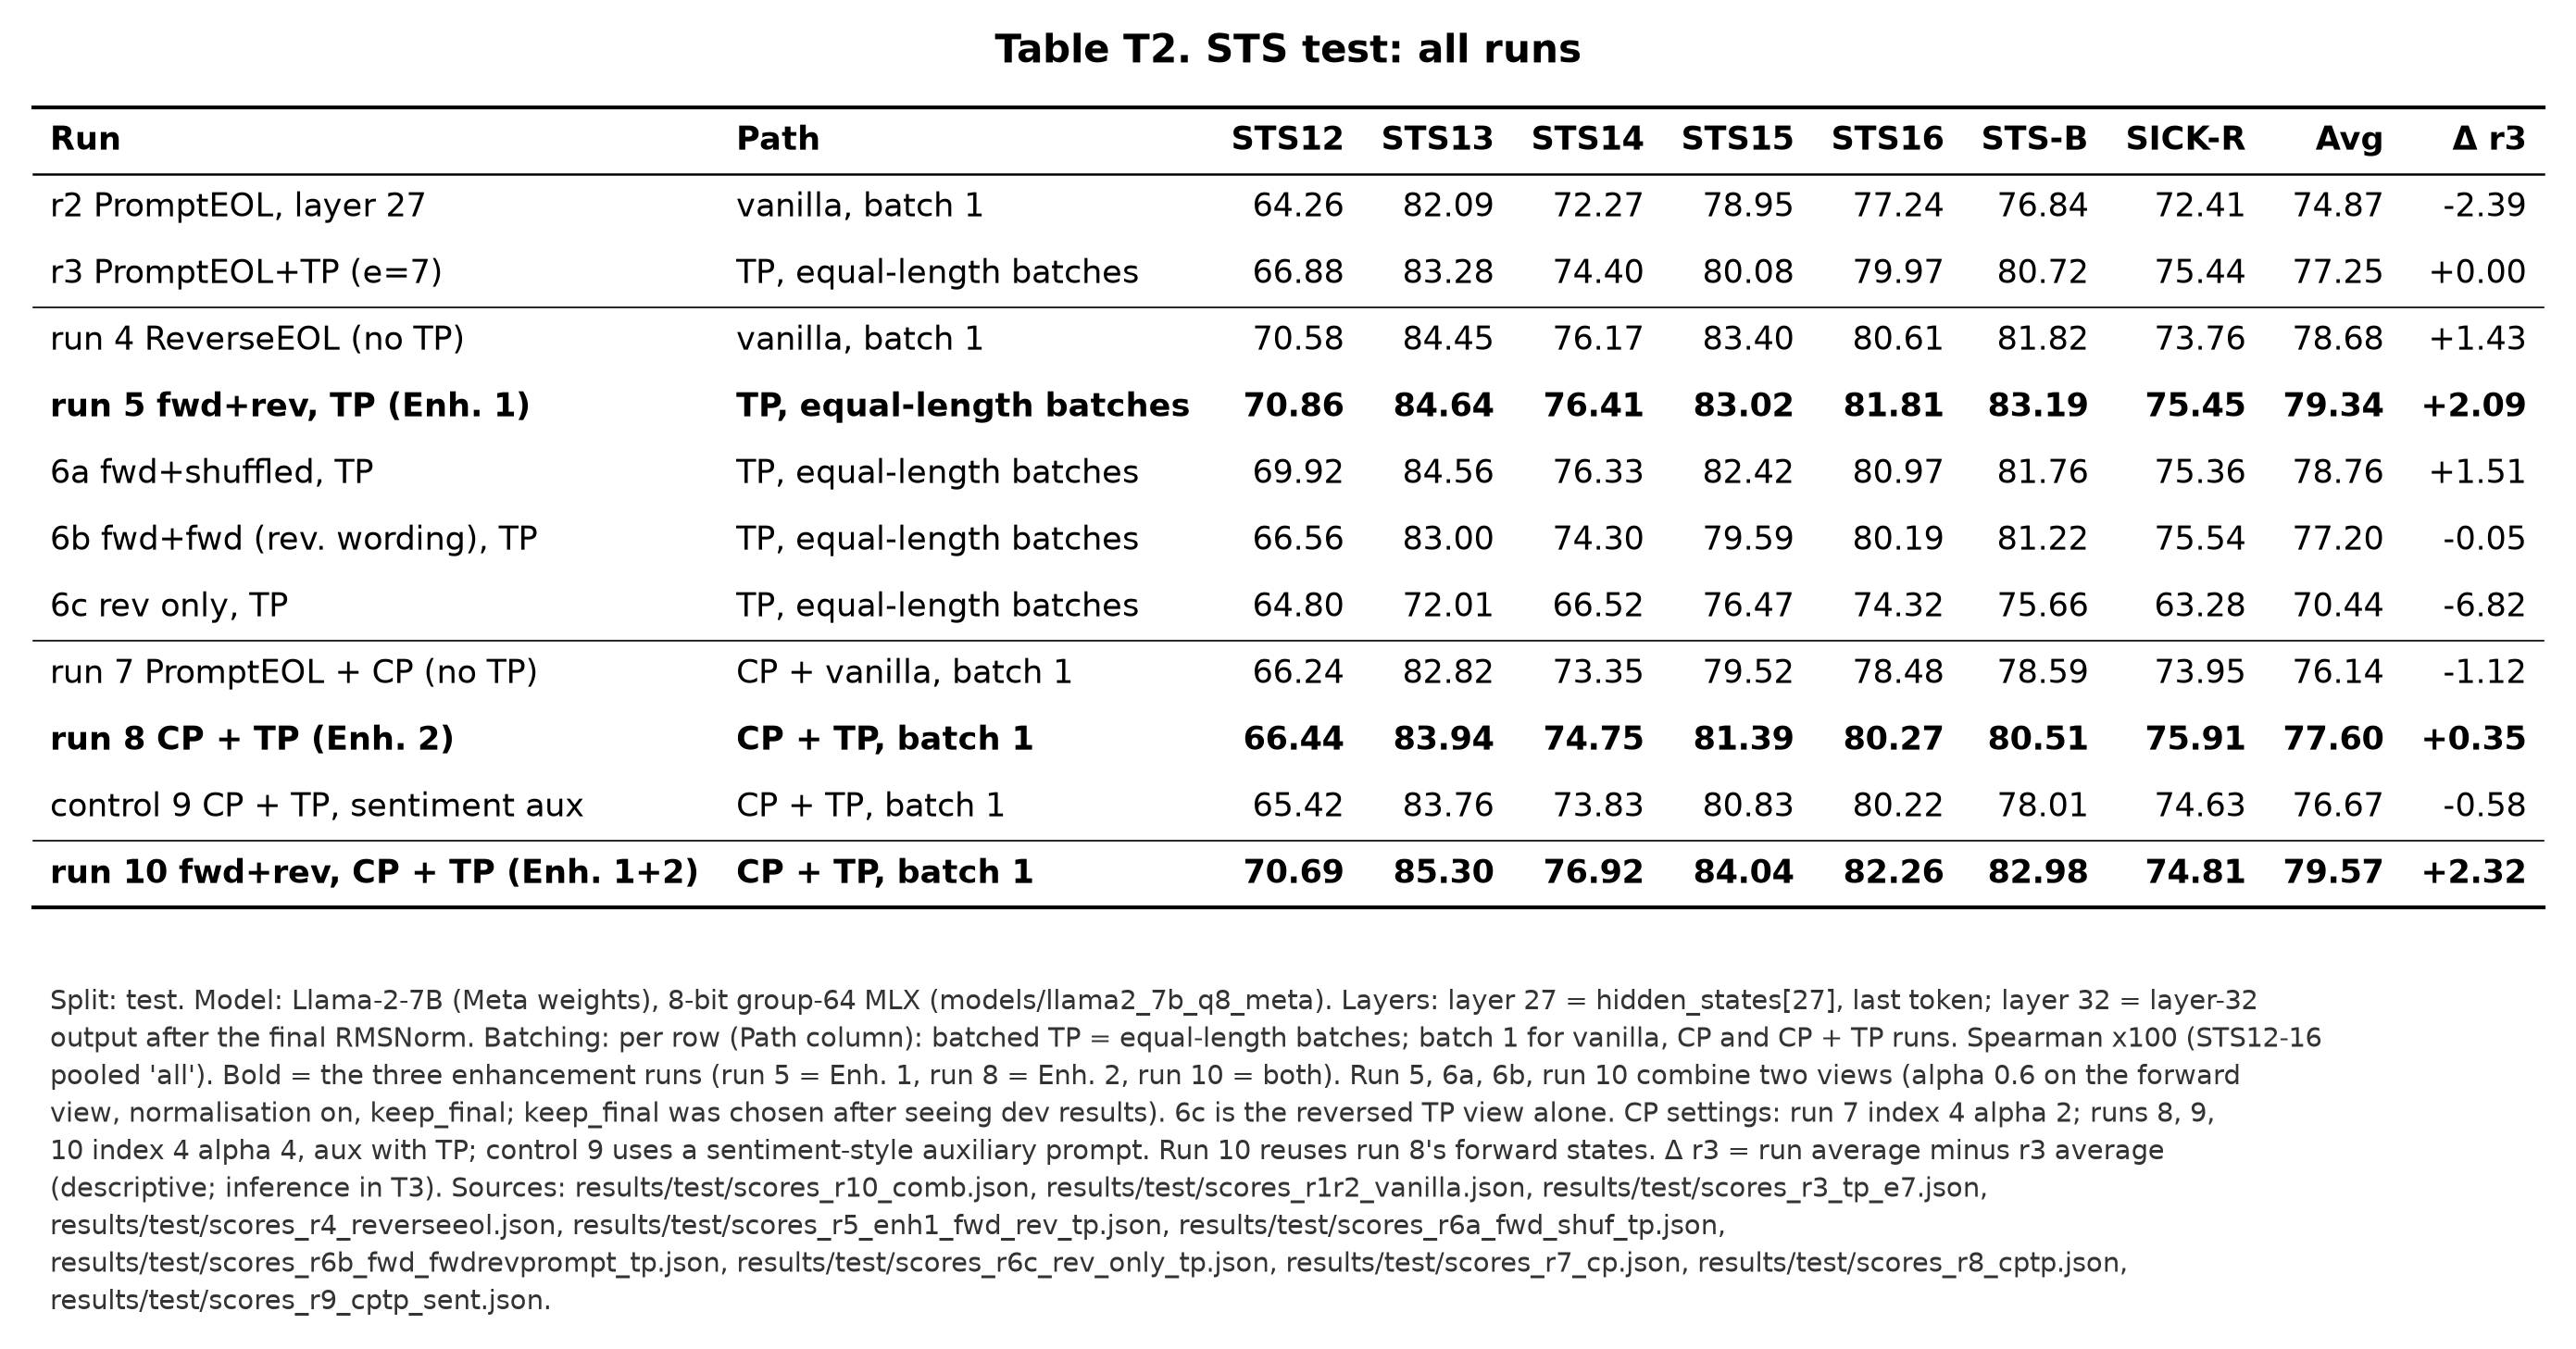 Table T2. STS test: all runs
Run Path STS12 STS13 STS14 STS15 STS16 STS-B SICK-R Avg Δ r3
r2 PromptEOL, layer 27 vanilla, batch 1 64.26 82.09 72.27 78.95 77.24 76.84 72.41 74.87 -2.39
r3 PromptEOL+TP (e=7) TP, equal-length batches 66.88 83.28 74.40 80.08 79.97 80.72 75.44 77.25 +0.00
run 4 ReverseEOL (no TP) vanilla, batch 1 70.58 84.45 76.17 83.40 80.61 81.82 73.76 78.68 +1.43
run 5 fwd+rev, TP (Enh. 1) TP, equal-length batches 70.86 84.64 76.41 83.02 81.81 83.19 75.45 79.34 +2.09
6a fwd+shuffled, TP TP, equal-length batches 69.92 84.56 76.33 82.42 80.97 81.76 75.36 78.76 +1.51
6b fwd+fwd (rev. wording), TP TP, equal-length batches 66.56 83.00 74.30 79.59 80.19 81.22 75.54 77.20 -0.05
6c rev only, TP TP, equal-length batches 64.80 72.01 66.52 76.47 74.32 75.66 63.28 70.44 -6.82
run 7 PromptEOL + CP (no TP) CP + vanilla, batch 1 66.24 82.82 73.35 79.52 78.48 78.59 73.95 76.14 -1.12
run 8 CP + TP (Enh. 2) CP + TP, batch 1 66.44 83.94 74.75 81.39 80.27 80.51 75.91 77.60 +0.35
control 9 CP + TP, sentiment aux CP + TP, batch 1 65.42 83.76 73.83 80.83 80.22 78.01 74.63 76.67 -0.58
run 10 fwd+rev, CP + TP (Enh. 1+2) CP + TP, batch 1 70.69 85.30 76.92 84.04 82.26 82.98 74.81 79.57 +2.32
Split: test. Model: Llama-2-7B (Meta weights), 8-bit group-64 MLX (models/llama2_7b_q8_meta). Layers: layer 27 = hidden_states[27], last token; layer 32 = layer-32
output after the final RMSNorm. Batching: per row (Path column): batched TP = equal-length batches; batch 1 for vanilla, CP and CP + TP runs. Spearman x100 (STS12-16
pooled 'all'). Bold = the three enhancement runs (run 5 = Enh. 1, run 8 = Enh. 2, run 10 = both). Run 5, 6a, 6b, run 10 combine two views (alpha 0.6 on the forward
view, normalisation on, keep_final; keep_final was chosen after seeing dev results). 6c is the reversed TP view alone. CP settings: run 7 index 4 alpha 2; runs 8, 9,
10 index 4 alpha 4, aux with TP; control 9 uses a sentiment-style auxiliary prompt. Run 10 reuses run 8's forward states. Δ r3 = run average minus r3 average
(descriptive; inference in T3). Sources: results/test/scores_r10_comb.json, results/test/scores_r1r2_vanilla.json, results/test/scores_r3_tp_e7.json,
results/test/scores_r4_reverseeol.json, results/test/scores_r5_enh1_fwd_rev_tp.json, results/test/scores_r6a_fwd_shuf_tp.json,
results/test/scores_r6b_fwd_fwdrevprompt_tp.json, results/test/scores_r6c_rev_only_tp.json, results/test/scores_r7_cp.json, results/test/scores_r8_cptp.json,
results/test/scores_r9_cptp_sent.json.